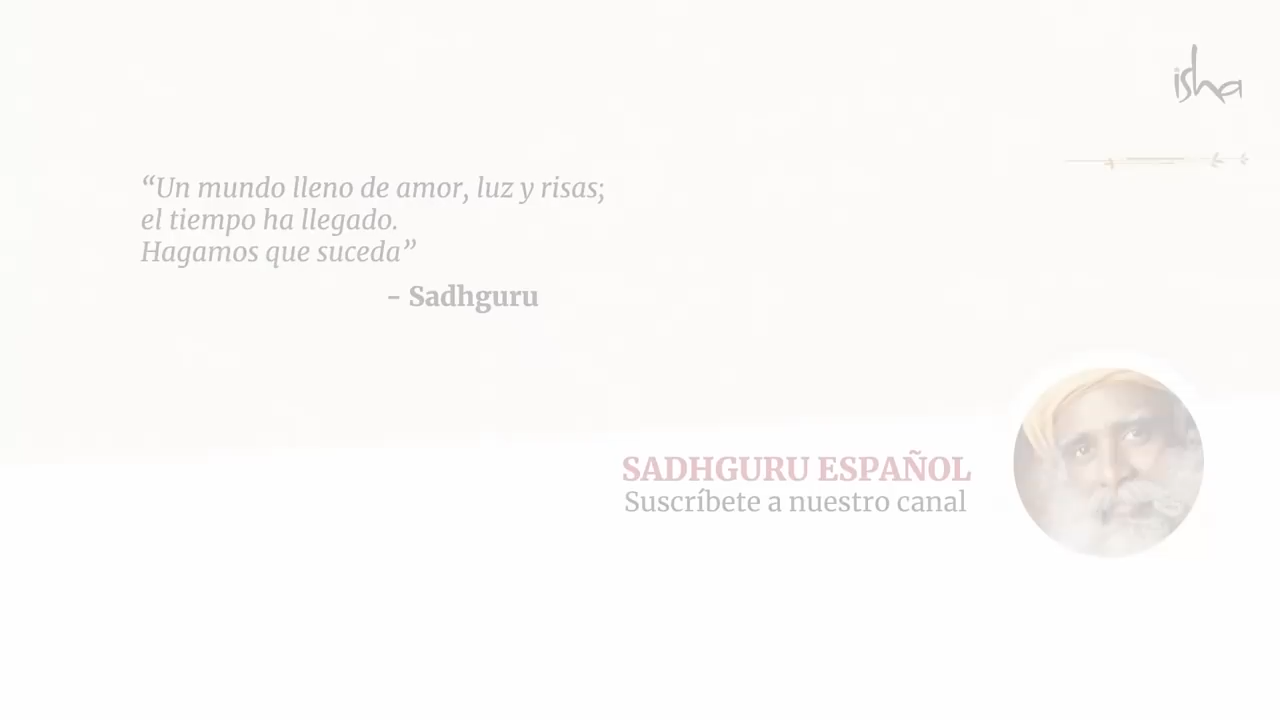 isha
“Un mundo lleno de amor, luz y risas;
el tiempo ha llegado.
Hagamos que suceda”
- Sadhguru
SADHGURU ESPAÑOL
Suscríbete a nuestro canal